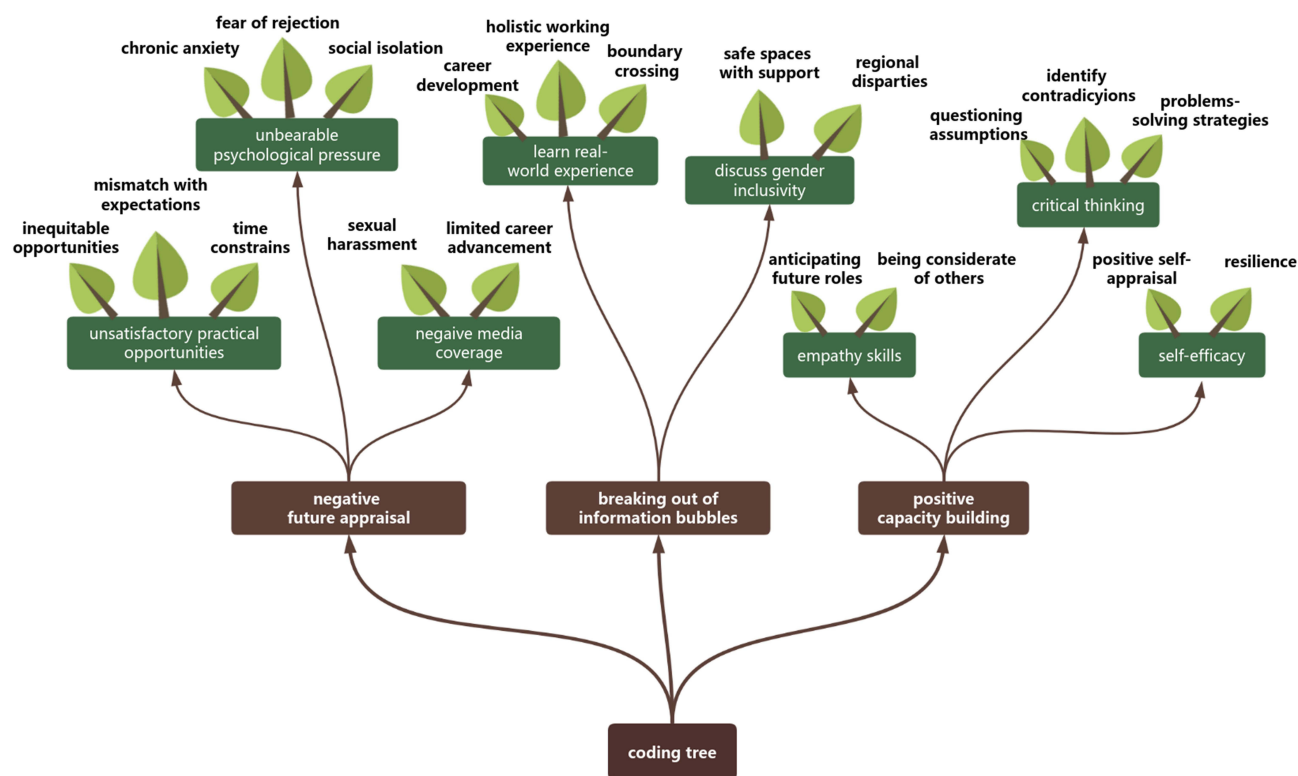 fear of rejection
chronic anxiety
social isolation
unbearable
psychological pressure
mismatch with
expectations
inequitable
opportunities
time
constrains
unsatisfactory practical
opportunities
sexual
harassment
limited career
advancement
negaive media
coverage
holistic working
experience
career
development
boundary
crossing
learn real-
world experience
safe spaces
with support
regional
disparties
discuss gender
inclusivity
identify
contradicyions
questioning
assumptions
problems-
solving strategies
critical thinking
anticipating
future roles
being considerate
of others
empathy skills
positive self-
appraisal
resilience
self-efficacy
negative
future appraisal
breaking out of
information bubbles
positive
capacity building
coding tree